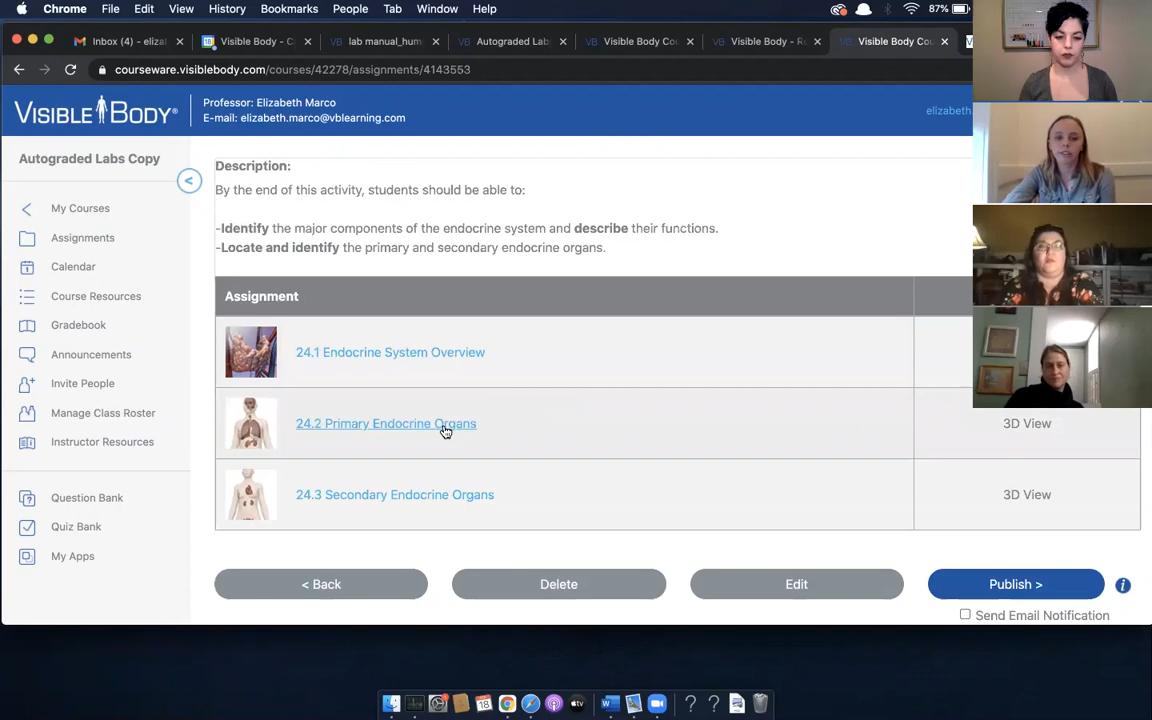 Chrome File Edit View History Bookmarks People Tab Window Help 87%
Inbox (4) - eliza
Visible Body - C
lab manual_hum
Autograded Lab
Visible Body Cou
Visible Body - R
Visible Body Cou
courseware.visiblebody.com/courses/42278/assignments/4143553
VISIBLE BODY®
Professor: Elizabeth Marco
E-mail: elizabeth.marco@vblearning.com
elizabeth
Autograded Labs Copy
<
My Courses
Assignments
Calendar
Course Resources
Gradebook
Announcements
Invite People
Manage Class Roster
Instructor Resources
Question Bank
Quiz Bank
My Apps
Description:
By the end of this activity, students should be able to:
-Identify the major components of the endocrine system and describe their functions.
-Locate and identify the primary and secondary endocrine organs.
Assignment
24.1 Endocrine System Overview
24.2 Primary Endocrine Organs 3D View
24.3 Secondary Endocrine Organs 3D View
< Back
Delete
Edit
Publish >
i
Send Email Notification
18
tv
? ?